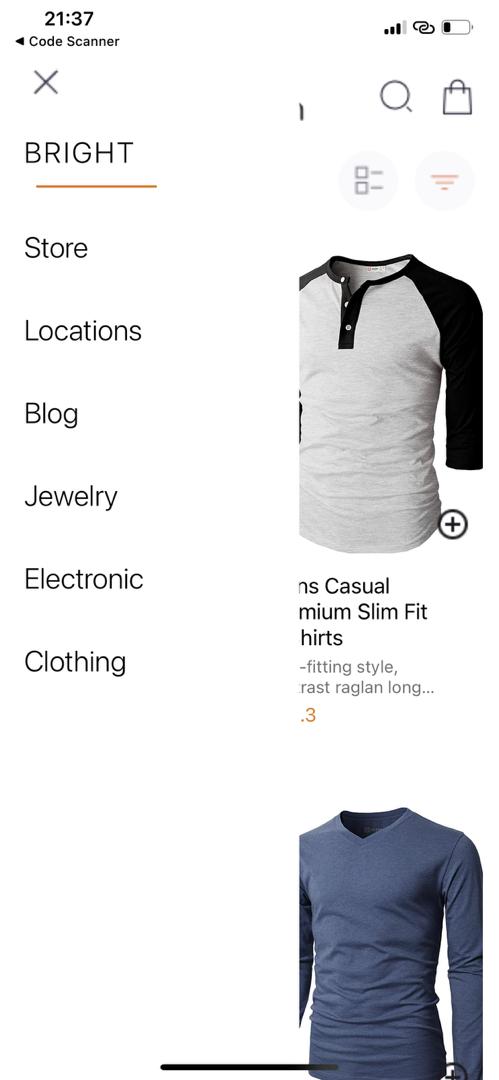 21:37
◀ Code Scanner
BRIGHT
Store
Locations
Blog
Jewelry
Electronic
Clothing
ns Casual
mium Slim Fit
hirts
-fitting style,
trast raglan long...
.3